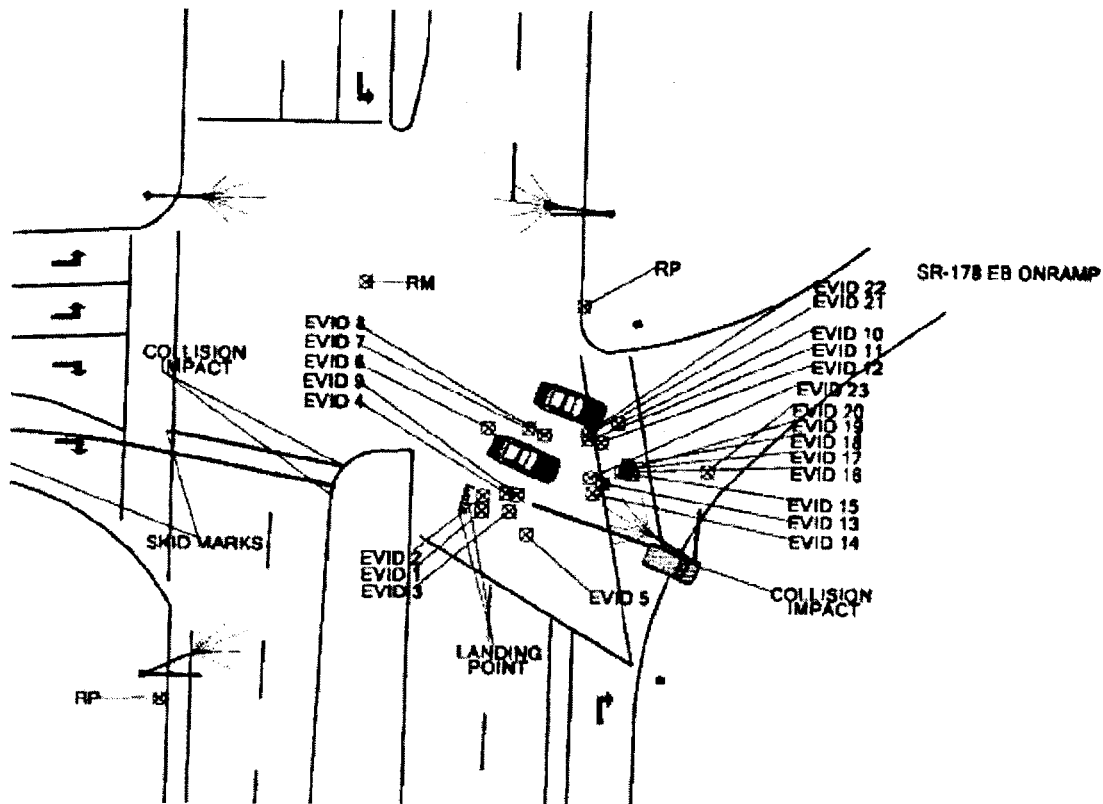 RM
RP
SR-178 EB ONRAMP
EVID 22
EVID 21
EVID 10
EVID 11
EVID 12
EVID 23
EVID 20
EVID 19
EVID 18
EVID 17
EVID 16
EVID 15
EVID 13
EVID 14
EVID 8
EVID 7
EVID 6
EVID 9
EVID 4
COLLISION
IMPACT
SKID MARKS
EVID 2
EVID 1
EVID 3
EVID 5
COLLISION
IMPACT
LANDING
POINT
RP